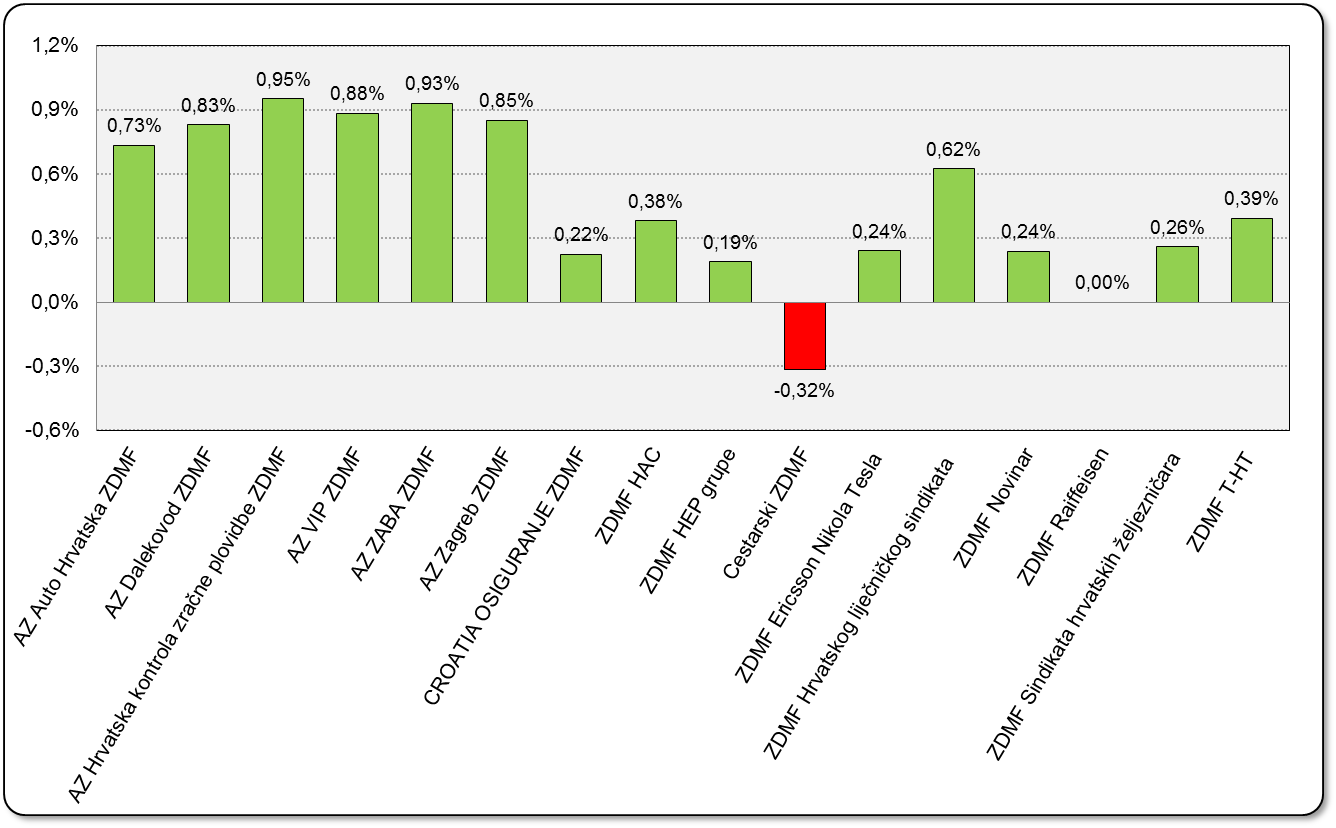 1,2%
0,9%
0,6%
0,3%
0,0%
-0,3%
-0,6%
0,73%
0,83%
0,95%
0,88%
0,93%
0,85%
0,22%
0,38%
0,19%
-0,32%
0,24%
0,62%
0,24%
0,00%
0,26%
0,39%
AZ Auto Hrvatska ZDMF
AZ Dalekovod ZDMF
AZ Hrvatska kontrola zračne plovidbe ZDMF
AZ VIP ZDMF
AZ ZABA ZDMF
AZ Zagreb ZDMF
CROATIA OSIGURANJE ZDMF
ZDMF HAC
ZDMF HEP grupe
Cestarski ZDMF
ZDMF Ericsson Nikola Tesla
ZDMF Hrvatskog liječničkog sindikata
ZDMF Novinar
ZDMF Raiffeisen
ZDMF Sindikata hrvatskih željezničara
ZDMF T-HT